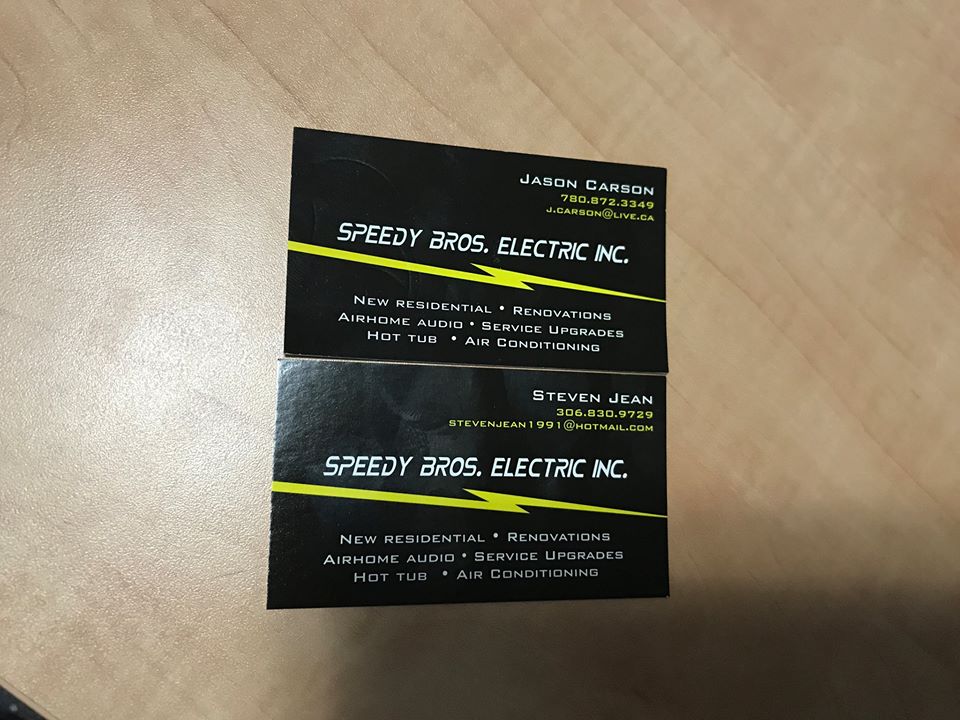 Jason Carson
780.872.3349
j.carson@live.ca
SPEEDY BROS. ELECTRIC INC.
New residential • Renovations
Airhome audio • Service Upgrades
Hot tub • Air Conditioning
Steven Jean
306.830.9729
stevenjean1991@hotmail.com
SPEEDY BROS. ELECTRIC INC.
New residential • Renovations
Airhome audio • Service Upgrades
Hot tub • Air Conditioning